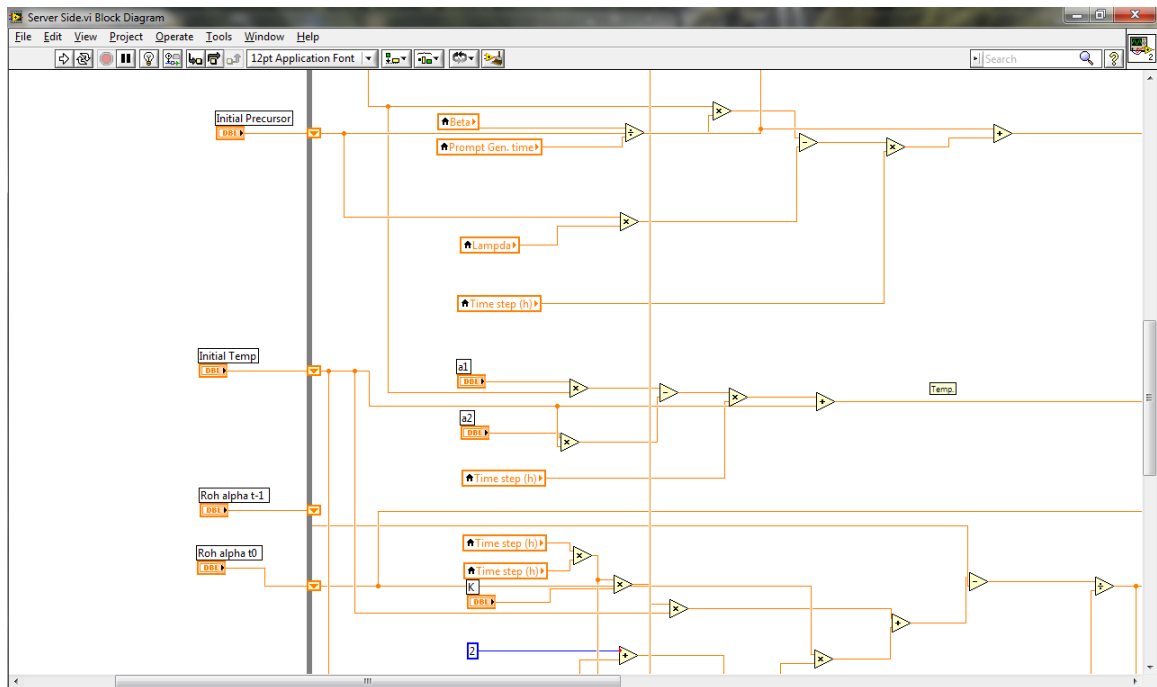 Server Side.vi Block Diagram
File Edit View Project Operate Tools Window Help
12pt Application Font
Search
2
Initial Precursor
DBL
Beta
Prompt Gen. time
Lampda
Time step (h)
Initial Temp
DBL
a1
DBL
Temp.
a2
DBL
Time step (h)
Roh alpha t-1
DBL
Roh alpha t0
DBL
Time step (h)
Time step (h)
K
DBL
2